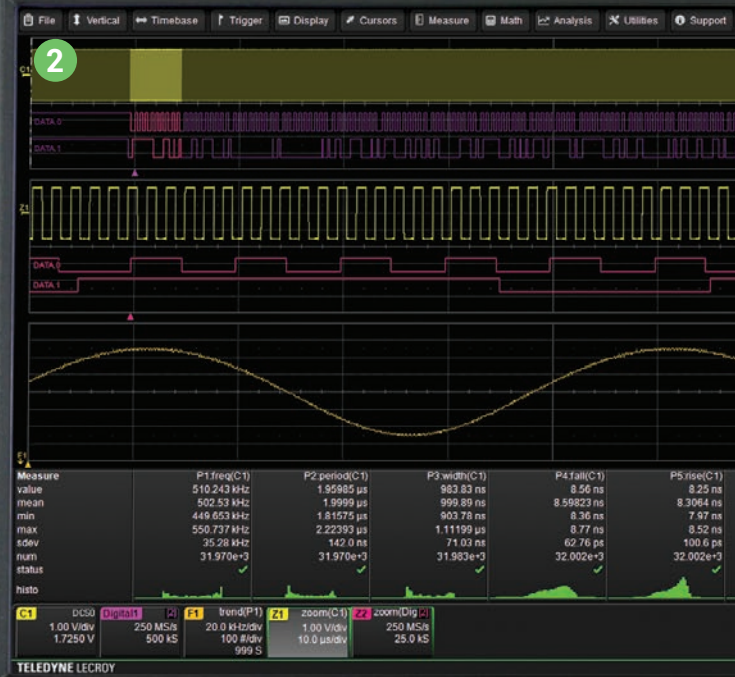 File Vertical Timebase Trigger Display Cursors Measure Math Analysis Utilities Support
2
C1
DATA.0
DATA.1
Z1
DATA.0
DATA.1
F1
Measure P1:freq(C1) P2:period(C1) P3:width(C1) P4:fall(C1) P5:rise(C1)
value 510.243 kHz 1.95985 µs 983.83 ns 8.56 ns 8.25 ns
mean 502.53 kHz 1.9999 µs 999.89 ns 8.59823 ns 8.3064 ns
min 449.653 kHz 1.81575 µs 903.78 ns 8.36 ns 7.97 ns
max 550.737 kHz 2.22393 µs 1.11199 µs 8.77 ns 8.52 ns
sdev 35.28 kHz 142.0 ns 71.03 ns 62.76 ps 100.6 ps
num 31.970e+3 31.970e+3 31.983e+3 32.002e+3 32.002e+3
status
histo
C1 DC50 Digital1 [2] F1 trend(P1) Z1 zoom(C1) Z2 zoom(Dig [2]
1.00 V/div 250 MS/s 20.0 kHz/div 1.00 V/div 250 MS/s
1.7250 V 500 kS 100 #/div 10.0 µs/div 25.0 kS
999 S
TELEDYNE LECROY